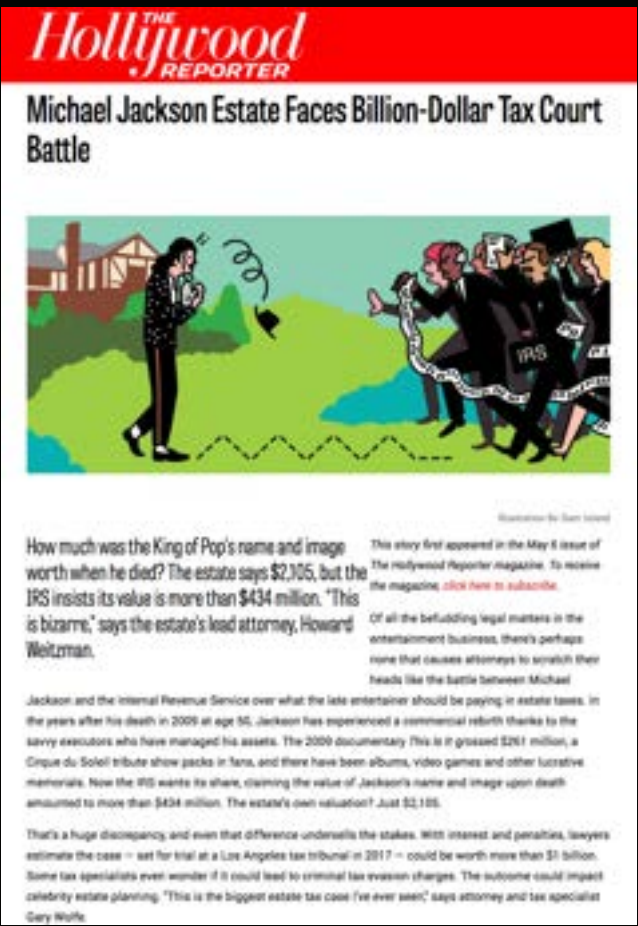 THE
Hollywood
REPORTER
Michael Jackson Estate Faces Billion-Dollar Tax Court
Battle
IRS
Illustration by Sam Island
How much was the King of Pop's name and image
worth when he died? The estate says $2,105, but the
IRS insists its value is more than $434 million. "This
is bizarre," says the estate's lead attorney, Howard
Weitzman.
This story first appeared in the May 6 issue of
The Hollywood Reporter magazine. To receive
the magazine, click here to subscribe.
Of all the befuddling legal matters in the
entertainment business, there's perhaps
none that causes attorneys to scratch their
heads like the battle between Michael
Jackson and the Internal Revenue Service over what the late entertainer should be paying in estate taxes. In
the years after his death in 2009 at age 50, Jackson has experienced a commercial rebirth thanks to the
savvy executors who have managed his assets. The 2009 documentary This Is It grossed $261 million, a
Cirque du Soleil tribute show packs in fans, and there have been albums, video games and other lucrative
memorials. Now the IRS wants its share, claiming the value of Jackson's name and image upon death
amounted to more than $434 million. The estate's own valuation? Just $2,105.
That's a huge discrepancy, and even that difference undersells the stakes. With interest and penalties, lawyers
estimate the case — set for trial at a Los Angeles tax tribunal in 2017 — could be worth more than $1 billion.
Some tax specialists even wonder if it could lead to criminal tax evasion charges. The outcome could impact
celebrity estate planning. "This is the biggest estate tax case I've ever seen," says attorney and tax specialist
Gary Wolfe.